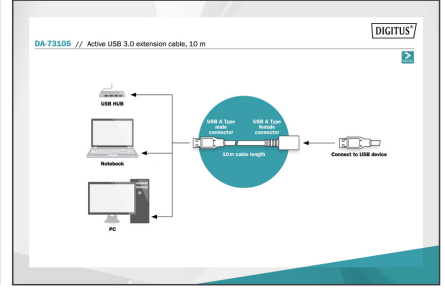 DIGITUS®
DA-73105 // Active USB 3.0 extension cable, 10 m
USB HUB
USB A Type
male
connector
USB A Type
female
connector
10m cable length
Notebook
Connect to USB device
PC